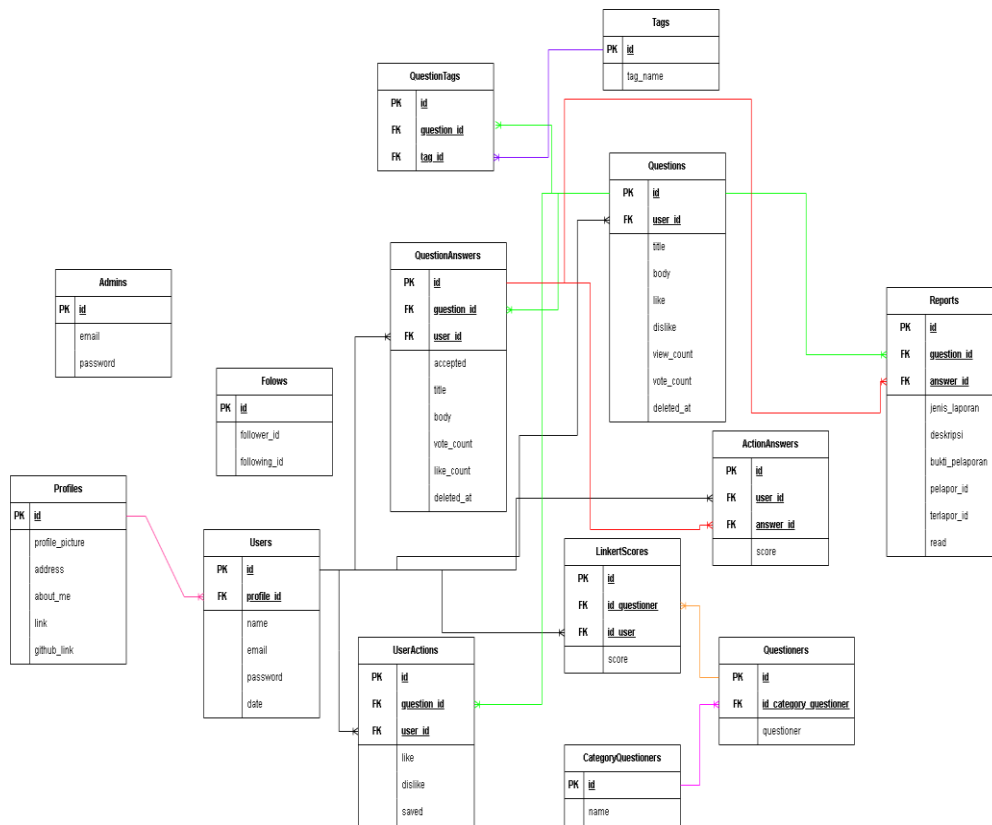 Tags
PK id
tag_name
QuestionTags
PK id
FK question_id
FK tag_id
Questions
PK id
FK user_id
title
body
like
dislike
view_count
vote_count
deleted_at
QuestionAnswers
PK id
FK question_id
FK user_id
accepted
title
body
vote_count
like_count
deleted_at
Admins
PK id
email
password
Reports
PK id
FK question_id
FK answer_id
jenis_laporan
deskripsi
bukti_pelaporan
pelapor_id
terlapor_id
read
Folows
PK id
follower_id
following_id
ActionAnswers
PK id
FK user_id
FK answer_id
score
Profiles
PK id
profile_picture
address
about_me
link
github_link
Users
PK id
FK profile_id
name
email
password
date
LinkertScores
PK id
FK id_questioner
FK id_user
score
UserActions
PK id
FK question_id
FK user_id
like
dislike
saved
Questioners
PK id
FK id_category_questioner
questioner
CategoryQuestioners
PK id
name